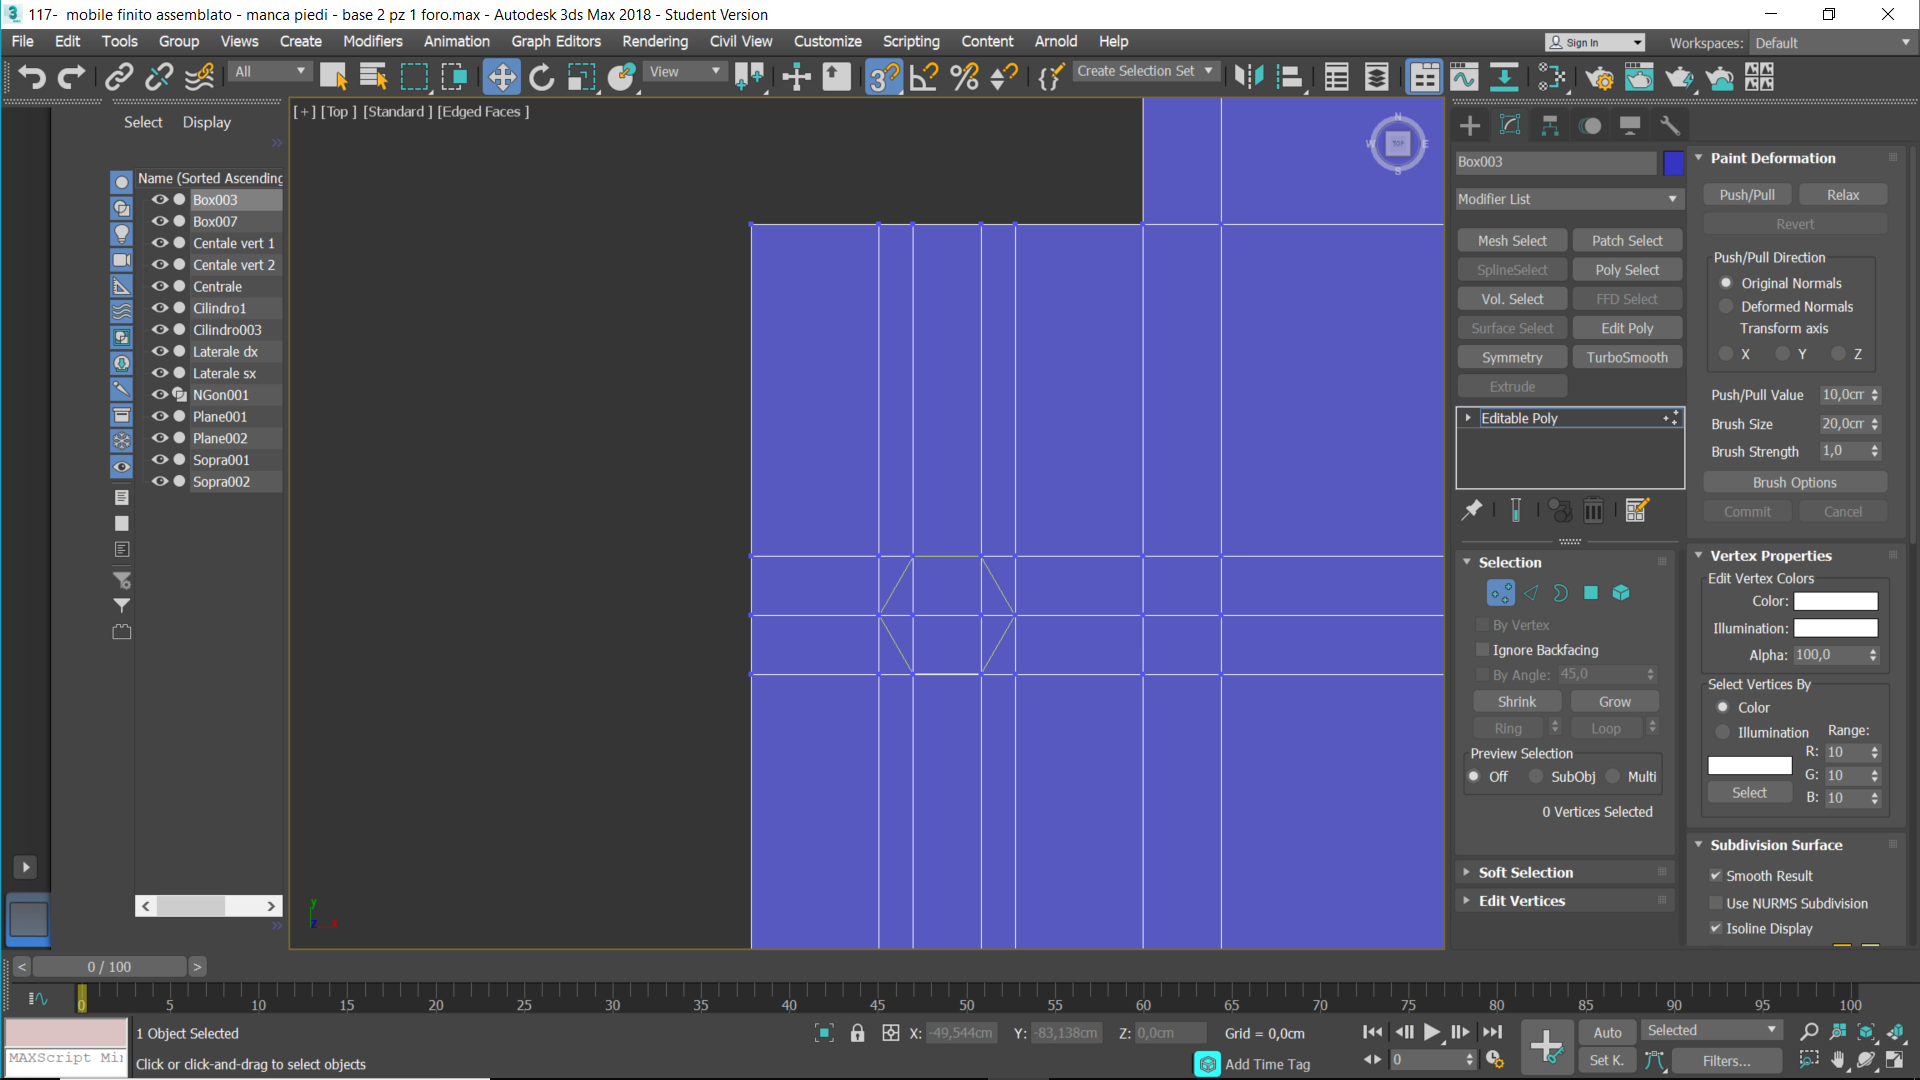 117-  mobile finito assemblato - manca piedi - base 2 pz 1 foro.max - Autodesk 3ds Max 2018 - Student Version
File Edit Tools Group Views Create Modifiers Animation Graph Editors Rendering Civil View Customize Scripting Content Arnold Help
Sign In
Workspaces: Default
All
View
Create Selection Set
Select Display
Name (Sorted Ascending
Box003
Box007
Centale vert 1
Centale vert 2
Centrale
Cilindro1
Cilindro003
Laterale dx
Laterale sx
NGon001
Plane001
Plane002
Sopra001
Sopra002
[ + ] [Top ] [Standard ] [Edged Faces ]
N
W TOP E
S
y
z x
Box003
Modifier List
Mesh Select Patch Select
SplineSelect Poly Select
Vol. Select FFD Select
Surface Select Edit Poly
Symmetry TurboSmooth
Extrude
Editable Poly
Selection
By Vertex
Ignore Backfacing
By Angle: 45,0
Shrink Grow
Ring Loop
Preview Selection
Off SubObj Multi
0 Vertices Selected
Soft Selection
Edit Vertices
Paint Deformation
Push/Pull Relax
Revert
Push/Pull Direction
Original Normals
Deformed Normals
Transform axis
X Y Z
Push/Pull Value 10,0cm
Brush Size 20,0cm
Brush Strength 1,0
Brush Options
Commit Cancel
Vertex Properties
Edit Vertex Colors
Color:
Illumination:
Alpha: 100,0
Select Vertices By
Color
Illumination Range:
R: 10
G: 10
Select
B: 10
Subdivision Surface
Smooth Result
Use NURMS Subdivision
Isoline Display
< 0 / 100 >
0 5 10 15 20 25 30 35 40 45 50 55 60 65 70 75 80 85 90 95 100
1 Object Selected
X: -49,544cm Y: -83,138cm Z: 0,0cm Grid = 0,0cm
Auto Selected
MAXScript Mi
Click or click-and-drag to select objects
Add Time Tag
0
Set K. Filters...